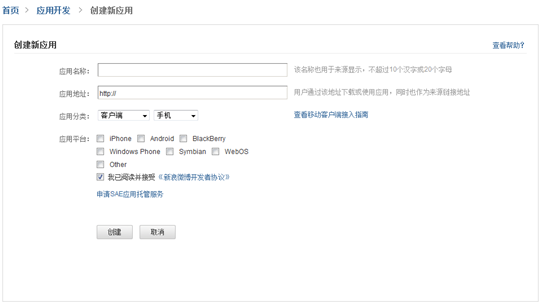 首页 > 应用开发 > 创建新应用
创建新应用 查看帮助?
应用名称: 该名称也用于来源显示,不超过10个汉字或20个字母
应用地址: http:// 用户通过该地址下载或使用应用,同时也作为来源链接地址
应用分类: 客户端 手机 查看移动客户端接入指南
应用平台: iPhone Android BlackBerry
Windows Phone Symbian WebOS
Other
我已阅读并接受《新浪微博开发者协议》
申请SAE应用托管服务
创建 取消